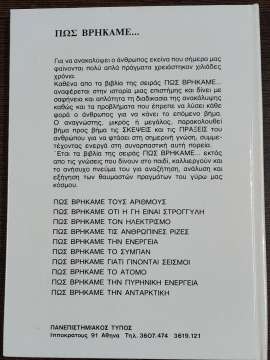 ΠΩΣ ΒΡΗΚΑΜΕ...
Για να ανακαλύψει ο άνθρωπος εκείνα που σήμερα μας
φαίνονται πολύ απλά πράγματα χρειάστηκαν χιλιάδες
χρόνια.
Καθένα απο τα βιβλία της σειράς ΠΩΣ ΒΡΗΚΑΜΕ...
αναφέρεται στην ιστορία μιας επιστήμης και δίνει με
σαφήνεια και απλότητα τη διαδικασία της ανακάλυψης
καθώς και τα προβλήματα που έπρεπε να λύσει κάθε
φορά ο άνθρωπος για να κάνει το επόμενο βήμα.
Ο αναγνώστης, μικρός ή μεγάλος, παρακολουθεί
βήμα προς βήμα τις ΣΚΕΨΕΙΣ και τις ΠΡΑΞΕΙΣ του
ανθρώπου για να φτάσει στη σημερινή γνώση, συμμε-
τέχοντας ενεργά στη συναρπαστική αυτή πορεία.
Έτσι τα βιβλία της σειράς ΠΩΣ ΒΡΗΚΑΜΕ... εκτός
απο τις γνώσεις που δίνουν στο παιδί, καλλιεργούν και
το ανήσυχο πνεύμα του για αναζήτηση, ανάλυση και
εξήγηση των θαυμαστών πραγμάτων του γύρω μας
κόσμου.
ΠΩΣ ΒΡΗΚΑΜΕ ΤΟΥΣ ΑΡΙΘΜΟΥΣ
ΠΩΣ ΒΡΗΚΑΜΕ ΟΤΙ Η ΓΗ ΕΙΝΑΙ ΣΤΡΟΓΓΥΛΗ
ΠΩΣ ΒΡΗΚΑΜΕ ΤΟΝ ΗΛΕΚΤΡΙΣΜΟ
ΠΩΣ ΒΡΗΚΑΜΕ ΤΙΣ ΑΝΘΡΩΠΙΝΕΣ ΡΙΖΕΣ
ΠΩΣ ΒΡΗΚΑΜΕ ΤΗΝ ΕΝΕΡΓΕΙΑ
ΠΩΣ ΒΡΗΚΑΜΕ ΤΟ ΣΥΜΠΑΝ
ΠΩΣ ΒΡΗΚΑΜΕ ΓΙΑΤΙ ΓΙΝΟΝΤΑΙ ΣΕΙΣΜΟΙ
ΠΩΣ ΒΡΗΚΑΜΕ ΤΟ ΑΤΟΜΟ
ΠΩΣ ΒΡΗΚΑΜΕ ΤΗΝ ΠΥΡΗΝΙΚΗ ΕΝΕΡΓΕΙΑ
ΠΩΣ ΒΡΗΚΑΜΕ ΤΗΝ ΑΝΤΑΡΚΤΙΚΗ
ΠΑΝΕΠΙΣΤΗΜΙΑΚΟΣ ΤΥΠΟΣ
Ιπποκράτους 91 Αθήνα Τηλ. 3607.474 3619.121